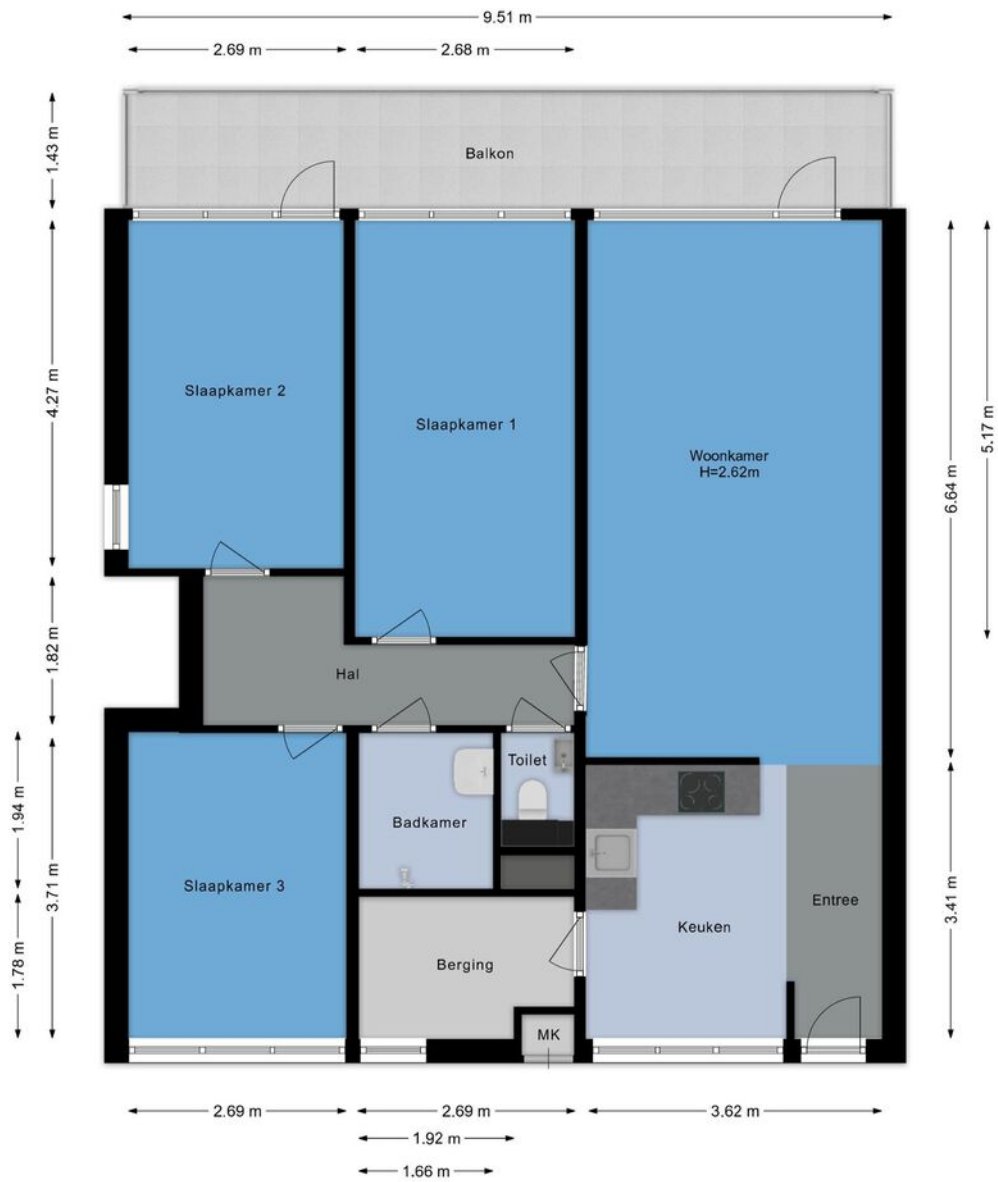 9.51 m
2.69 m
2.68 m
1.43 m
Balkon
4.27 m
Slaapkamer 2
Slaapkamer 1
Woonkamer
H=2.62m
5.17 m
6.64 m
1.82 m
Hal
Toilet
1.94 m
Badkamer
3.71 m
Slaapkamer 3
Entree
3.41 m
Keuken
1.78 m
Berging
MK
2.69 m
2.69 m
3.62 m
1.92 m
1.66 m